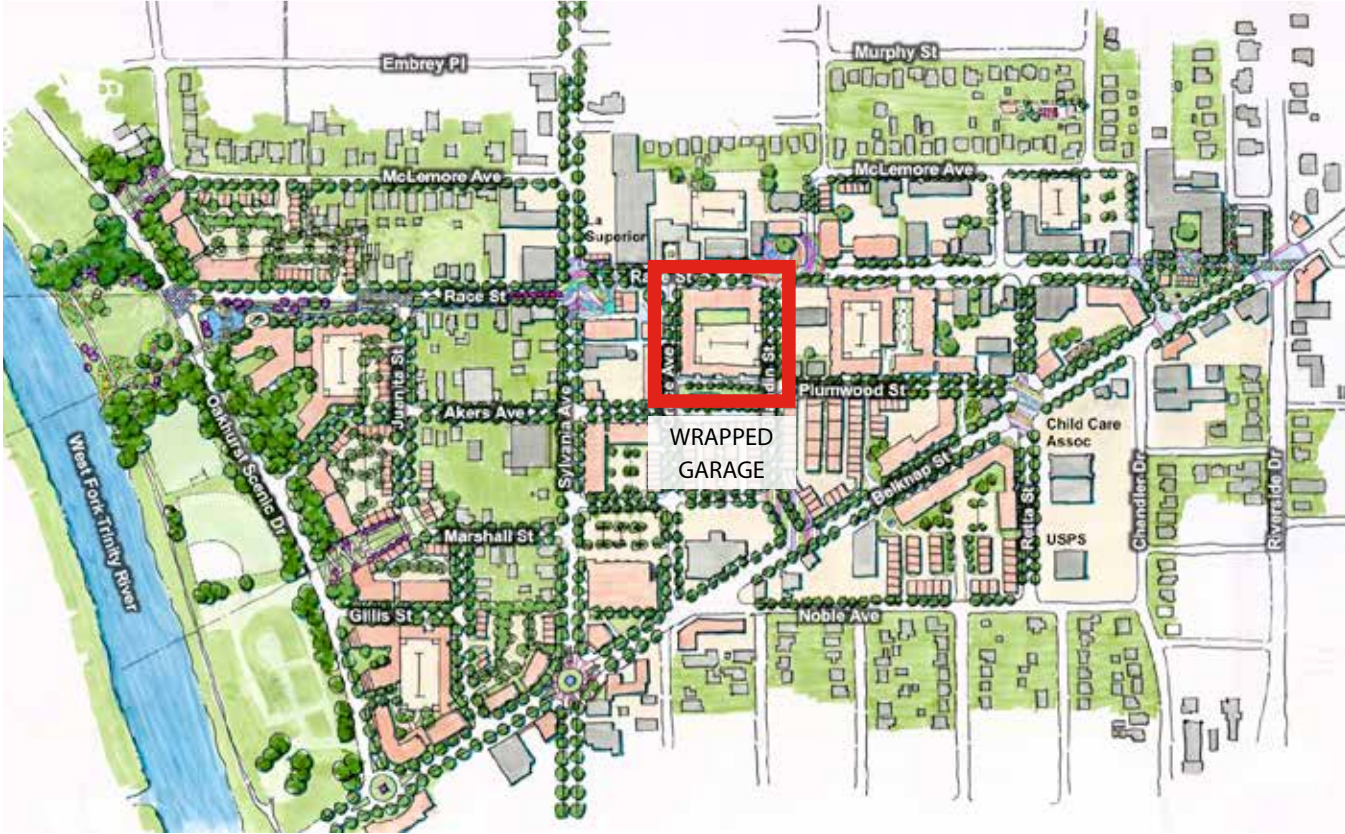 Embrey Pl
Murphy St
McLemore Ave
McLemore Ave
La
Superior
Race St
Race St
Juanita St
Akers Ave
Plumwood St
WRAPPED
GARAGE
Child Care
Assoc
Sylvania Ave
Oakhurst Scenic Dr
West Fork Trinity River
Belknap St
Marshall St
Retta St
USPS
Chandler Dr
Riverside Dr
Gillis St
Noble Ave